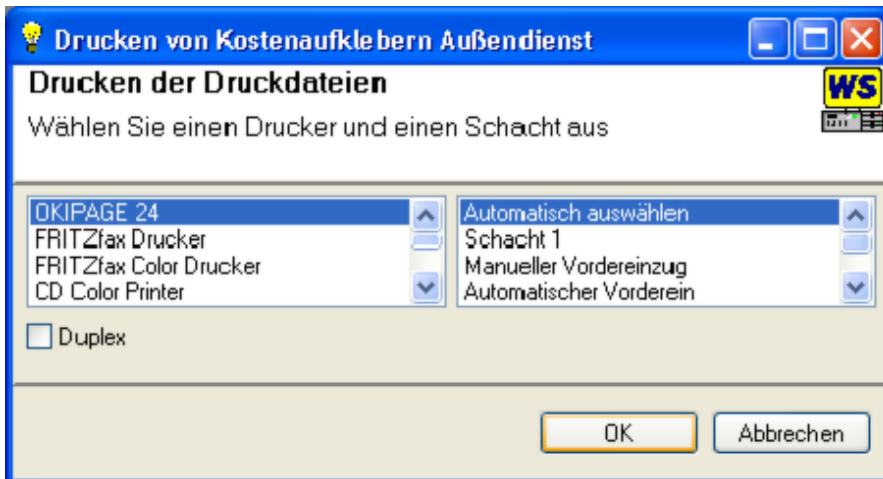 Drucken von Kostenaufklebern Außendienst
Drucken der Druckdateien
WS
Wählen Sie einen Drucker und einen Schacht aus
OKIPAGE 24
FRITZfax Drucker
FRITZfax Color Drucker
CD Color Printer
Automatisch auswählen
Schacht 1
Manueller Vordereinzug
Automatischer Vorderein
Duplex
OK
Abbrechen